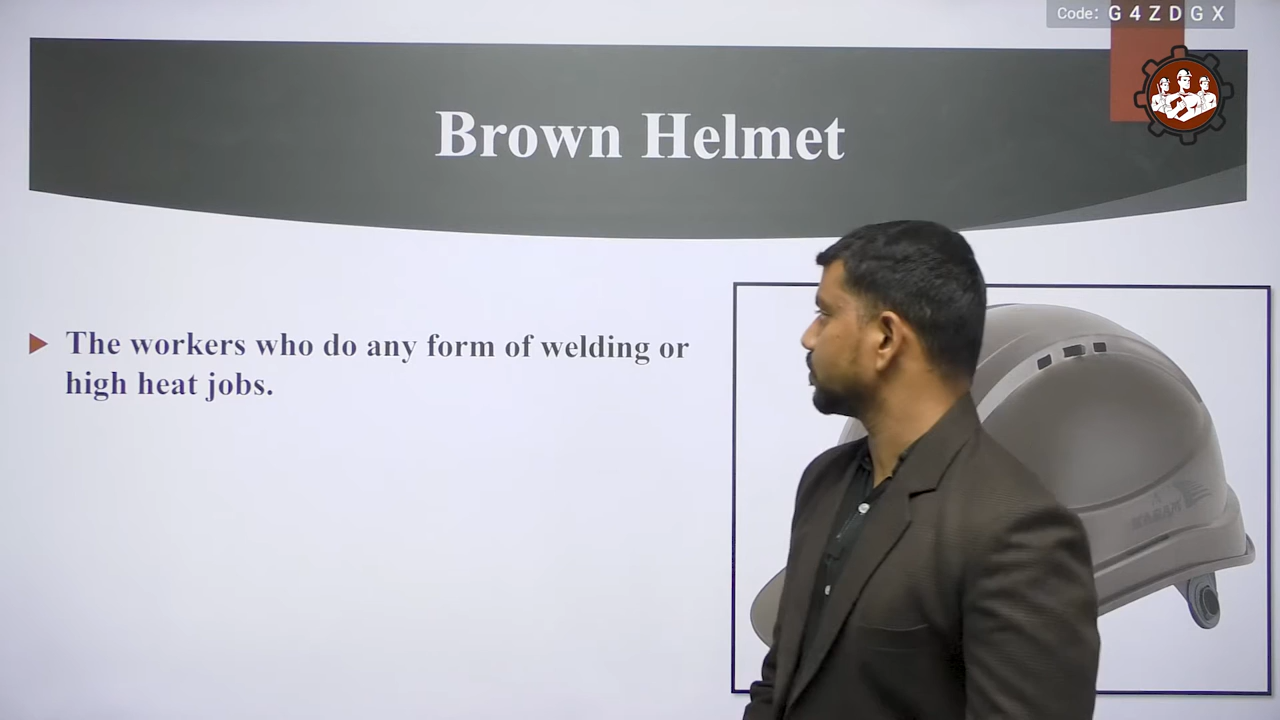 Code: G 4 Z D G X
Brown Helmet
The workers who do any form of welding or
high heat jobs.